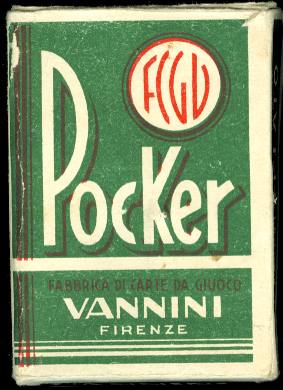 FCGV
Pocker
FABBRICA DI CARTE DA GIUOCO
VANNINI
FIRENZE